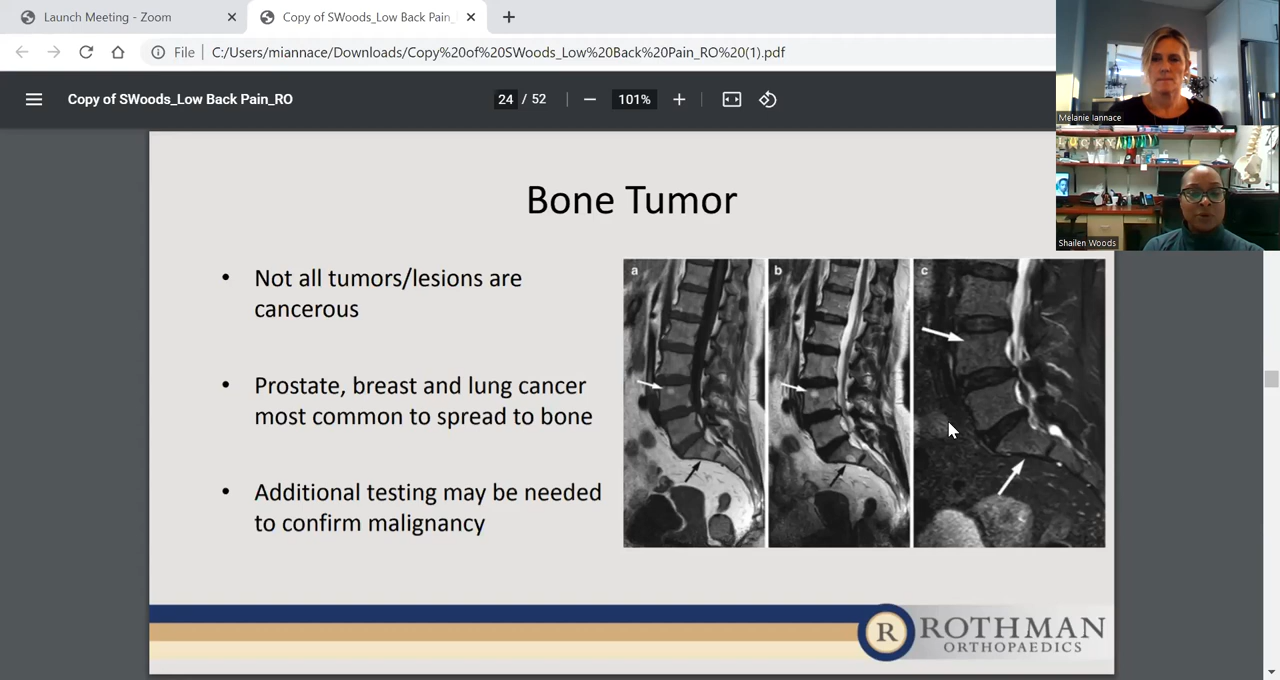 Launch Meeting - Zoom
Copy of SWoods_Low Back Pain_
File
C:/Users/miannace/Downloads/Copy%20of%20SWoods_Low%20Back%20Pain_RO%20(1).pdf
Copy of SWoods_Low Back Pain_RO
24 / 52
101%
Melanie Iannace
Shailen Woods
Bone Tumor
• Not all tumors/lesions are
cancerous
• Prostate, breast and lung cancer
most common to spread to bone
• Additional testing may be needed
to confirm malignancy
a
b
c
R
ROTHMAN
ORTHOPAEDICS